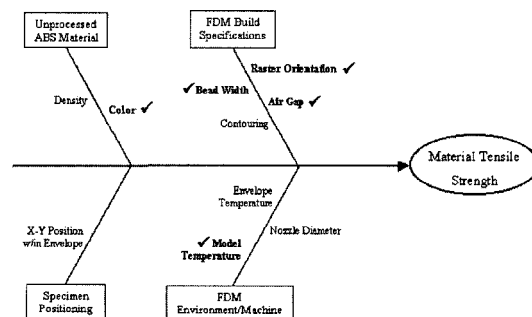 Unprocessed
ABS Material
FDM Build
Specifications
Raster Orientation ✓
✓ Bead Width
Density
Color ✓
Air Gap ✓
Contouring
Material Tensile
Strength
Envelope
Temperature
X-Y Position
w/in Envelope
✓ Model
Temperature
Nozzle Diameter
Specimen
Positioning
FDM
Environment/Machine